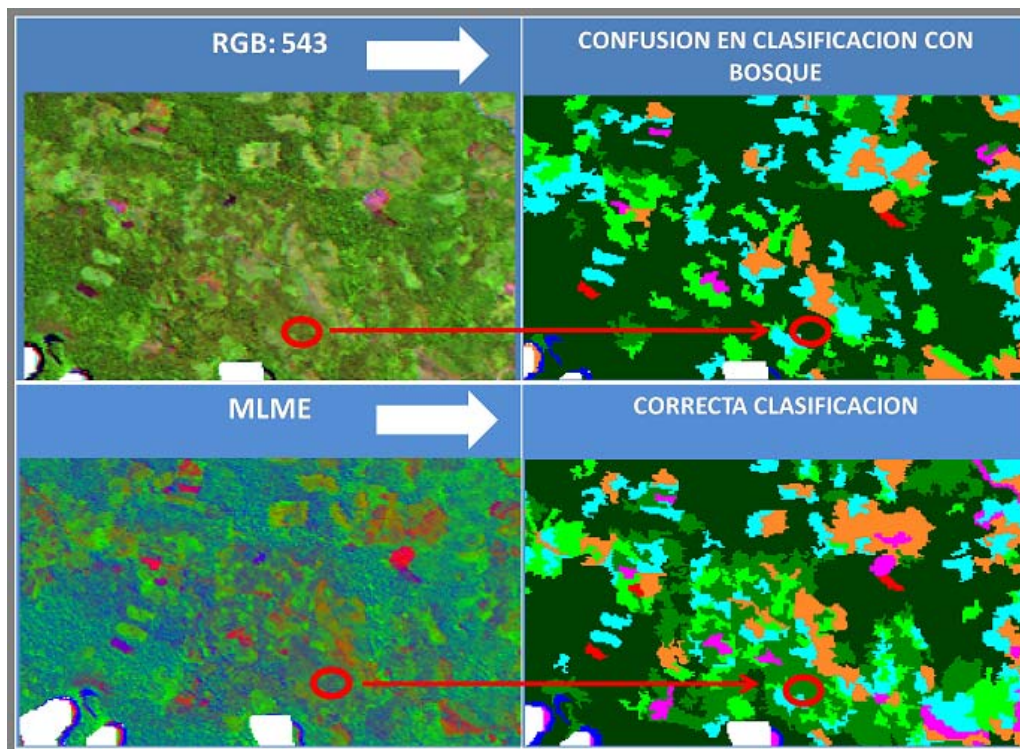 RGB: 543
CONFUSION EN CLASIFICACION CON
BOSQUE
MLME
CORRECTA CLASIFICACION